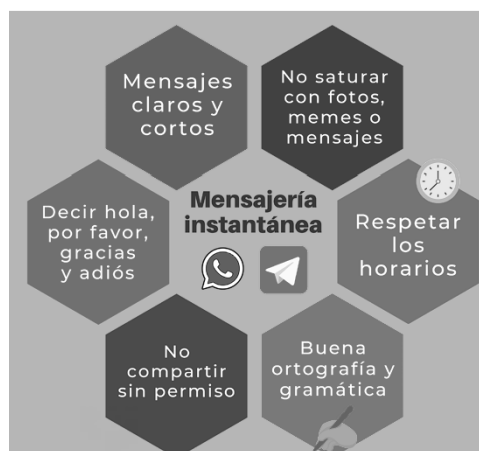 Mensajes
claros y
cortos
No saturar
con fotos,
memes o
mensajes
Decir hola,
por favor,
gracias
y adiós
Mensajería
instantánea
Respetar
los
horarios
No
compartir
sin permiso
Buena
ortografía y
gramática